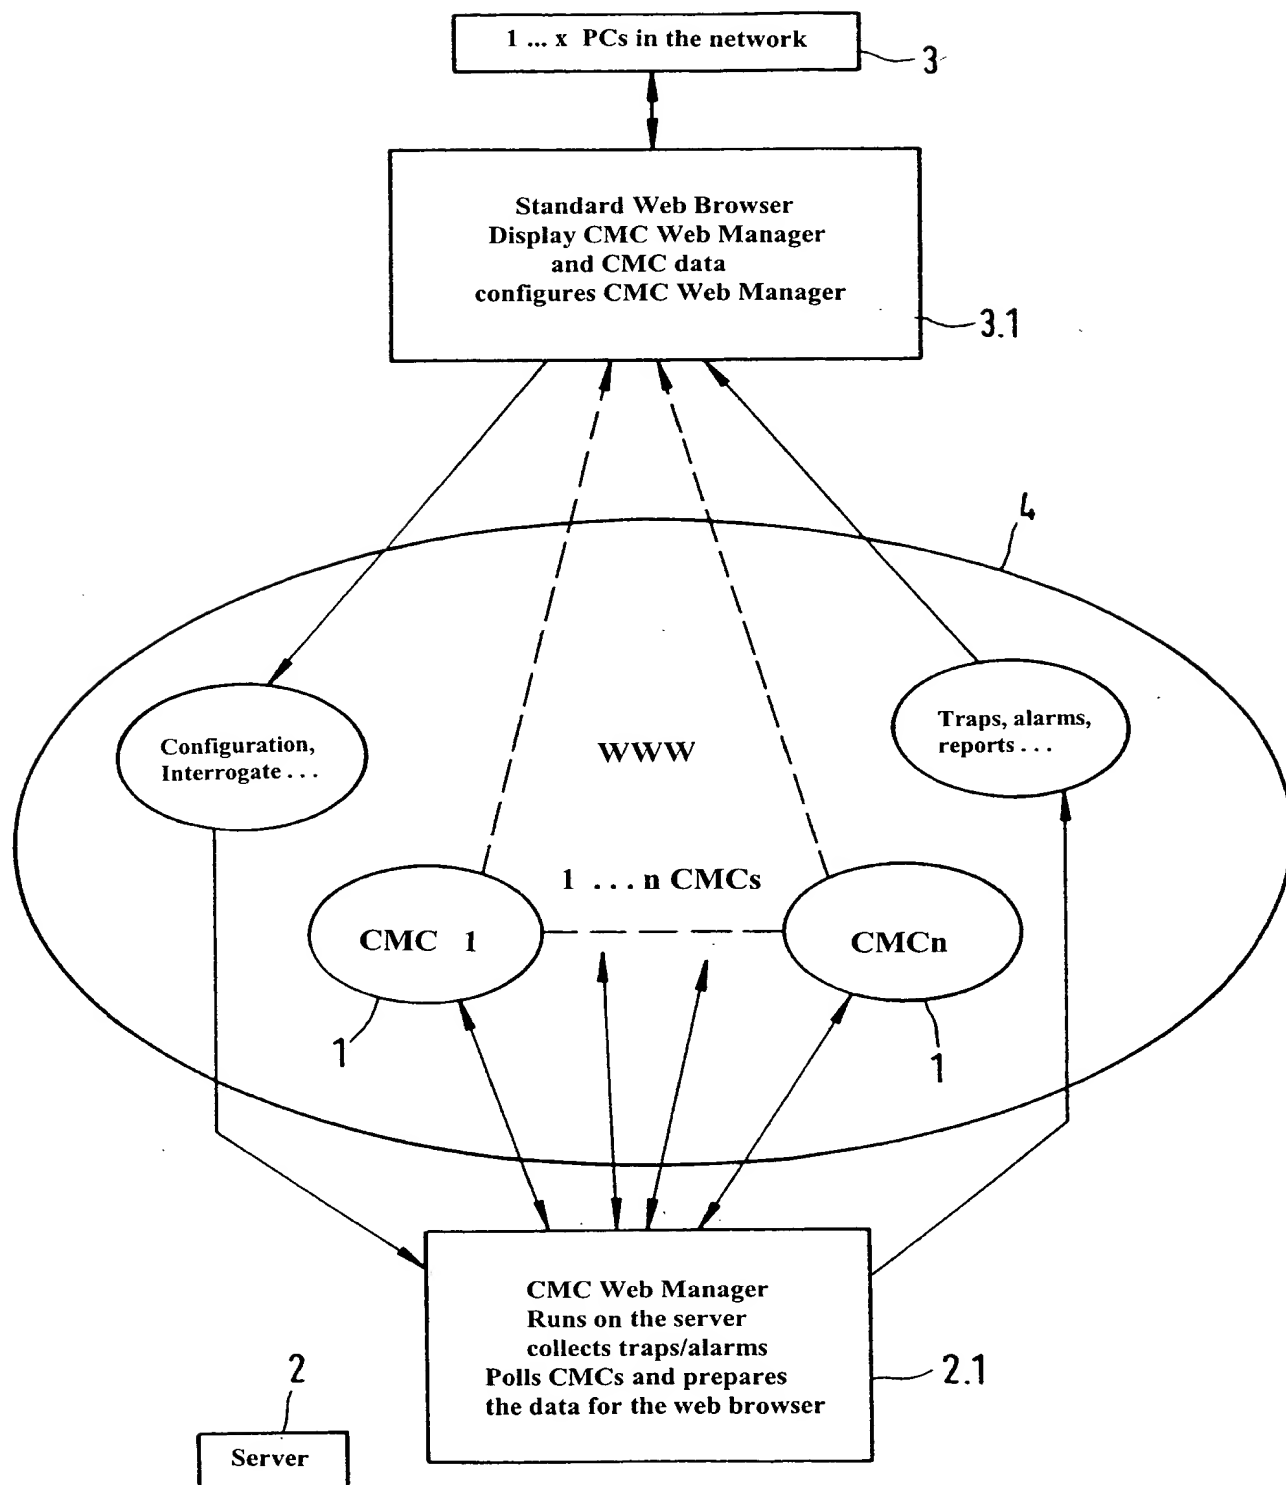 1 ... x PCs in the network
3
Standard Web Browser
Display CMC Web Manager
and CMC data
configures CMC Web Manager
3.1
4
Configuration,
Interrogate . . .
WWW
Traps, alarms,
reports . . .
1 . . . n CMCs
CMC 1
CMCn
1
1
CMC Web Manager
Runs on the server
collects traps/alarms
Polls CMCs and prepares
the data for the web browser
2.1
2
Server